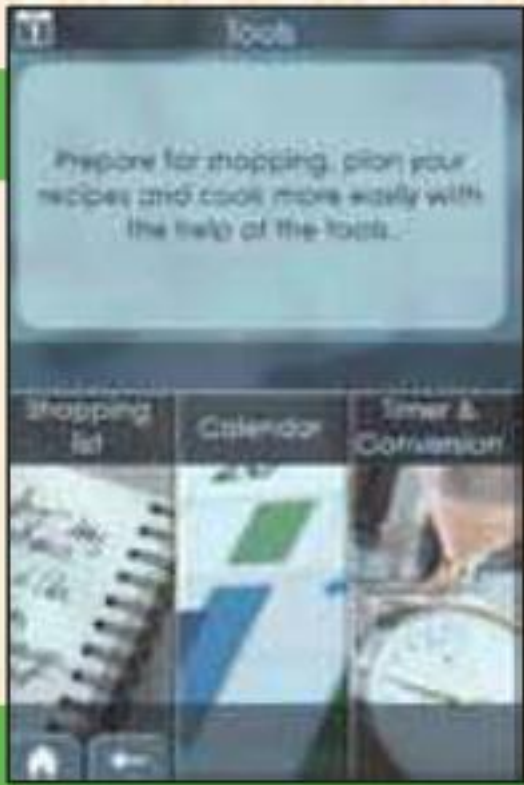 Tools
Prepare for shopping, plan your
recipes and cook more easily with
the help of the tools...
Shopping
list
Calendar
Timer &
Conversion